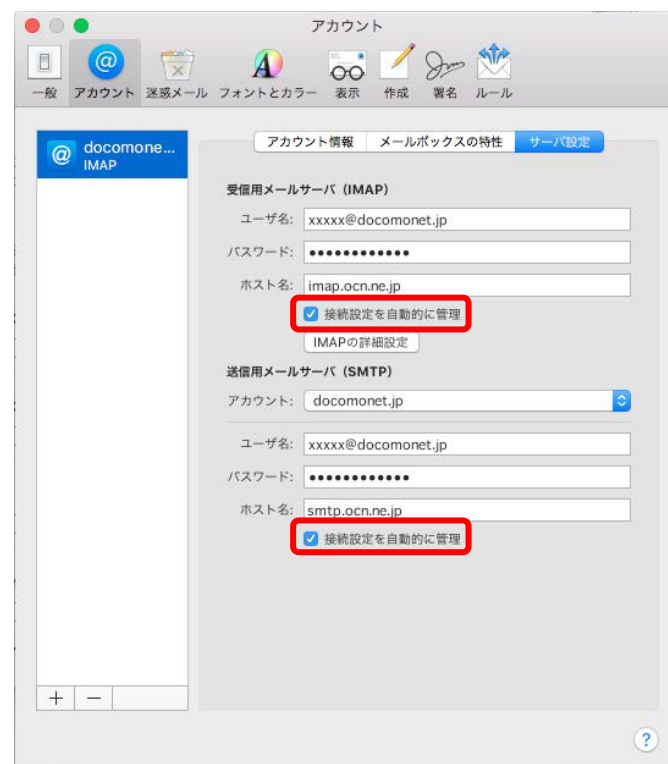 アカウント
一般 アカウント 迷惑メール フォントとカラー 表示 作成 署名 ルール
docomone...
IMAP
アカウント情報 メールボックスの特性 サーバ設定
受信用メールサーバ（IMAP）
ユーザ名: xxxxx@docomonet.jp
パスワード: ●●●●●●●●●●●●
ホスト名: imap.ocn.ne.jp
接続設定を自動的に管理
IMAPの詳細設定
送信用メールサーバ（SMTP）
アカウント: docomonet.jp
ユーザ名: xxxxx@docomonet.jp
パスワード: ●●●●●●●●●●●●
ホスト名: smtp.ocn.ne.jp
接続設定を自動的に管理
+ −
?